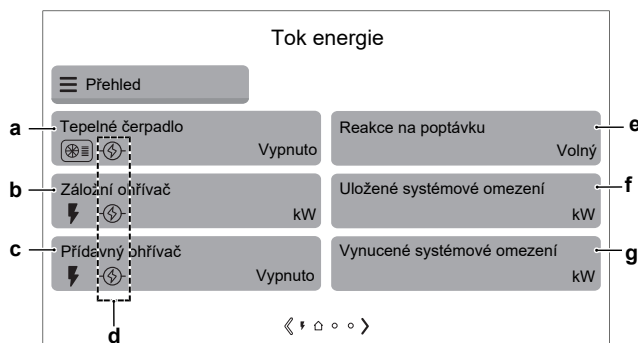 Tok energie
Přehled
a
Tepelné čerpadlo
Vypnuto
Reakce na poptávku
Volný
e
b
Záložní ohřívač
kW
Uložené systémové omezení
kW
f
c
Přídavný ohřívač
Vypnuto
Vynucené systémové omezení
kW
g
d